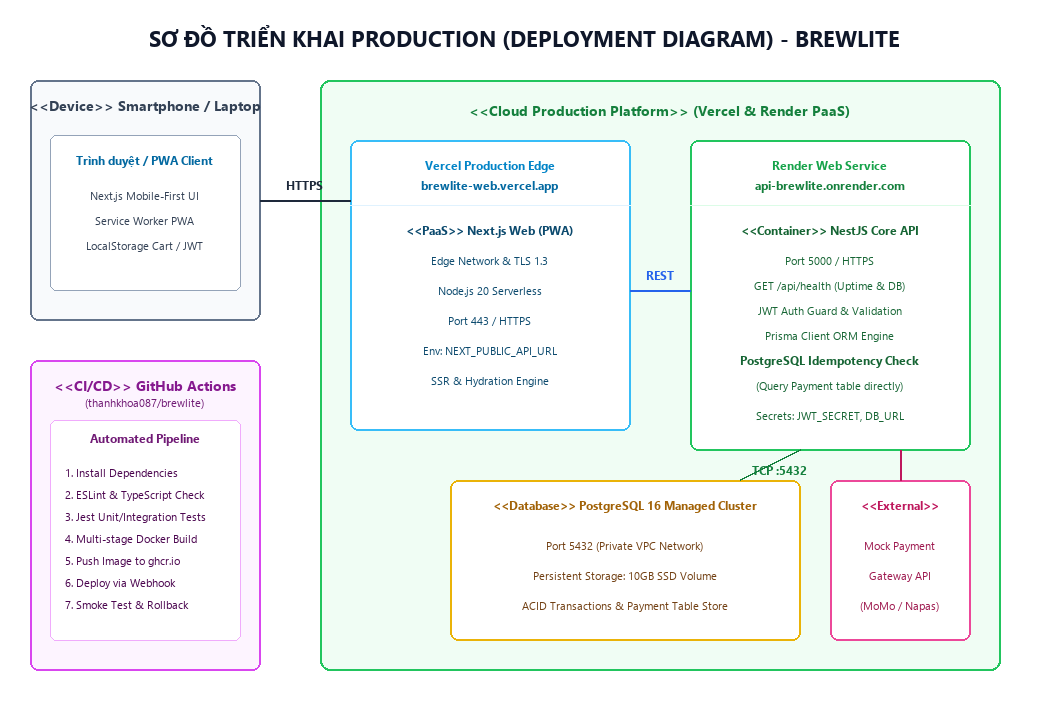 SƠ ĐỒ TRIỂN KHAI PRODUCTION (DEPLOYMENT DIAGRAM) - BREWLITE
<<Device>> Smartphone / Laptop
Trình duyệt / PWA Client
Next.js Mobile-First UI
Service Worker PWA
LocalStorage Cart / JWT
HTTPS
<<Cloud Production Platform>> (Vercel & Render PaaS)
Vercel Production Edge
brewlite-web.vercel.app
<<PaaS>> Next.js Web (PWA)
Edge Network & TLS 1.3
Node.js 20 Serverless
Port 443 / HTTPS
Env: NEXT_PUBLIC_API_URL
SSR & Hydration Engine
REST
Render Web Service
api-brewlite.onrender.com
<<Container>> NestJS Core API
Port 5000 / HTTPS
GET /api/health (Uptime & DB)
JWT Auth Guard & Validation
Prisma Client ORM Engine
PostgreSQL Idempotency Check
(Query Payment table directly)
Secrets: JWT_SECRET, DB_URL
<<CI/CD>> GitHub Actions
(thanhkhoa087/brewlite)
Automated Pipeline
1. Install Dependencies
2. ESLint & TypeScript Check
3. Jest Unit/Integration Tests
4. Multi-stage Docker Build
5. Push Image to ghcr.io
6. Deploy via Webhook
7. Smoke Test & Rollback
TCP :5432
<<Database>> PostgreSQL 16 Managed Cluster
Port 5432 (Private VPC Network)
Persistent Storage: 10GB SSD Volume
ACID Transactions & Payment Table Store
<<External>>
Mock Payment
Gateway API
(MoMo / Napas)